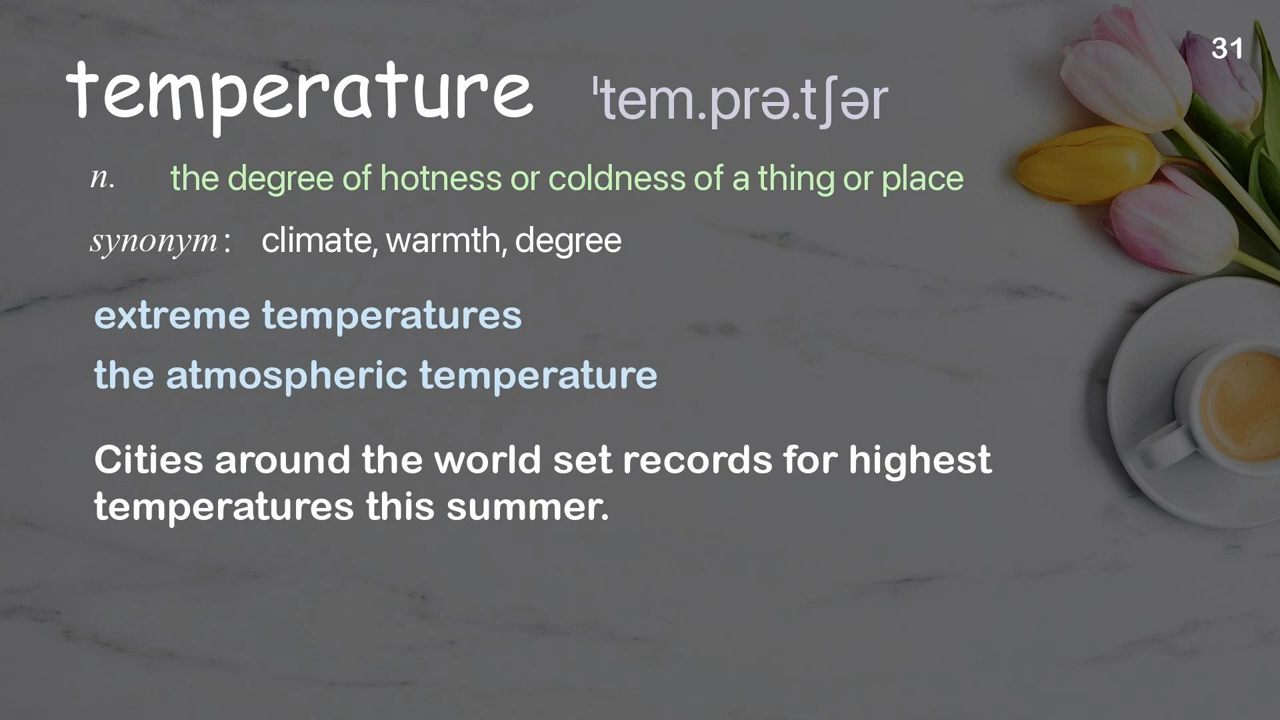 31
temperature ˈtem.prə.tʃər
n. the degree of hotness or coldness of a thing or place
synonym: climate, warmth, degree
extreme temperatures
the atmospheric temperature
Cities around the world set records for highest
temperatures this summer.